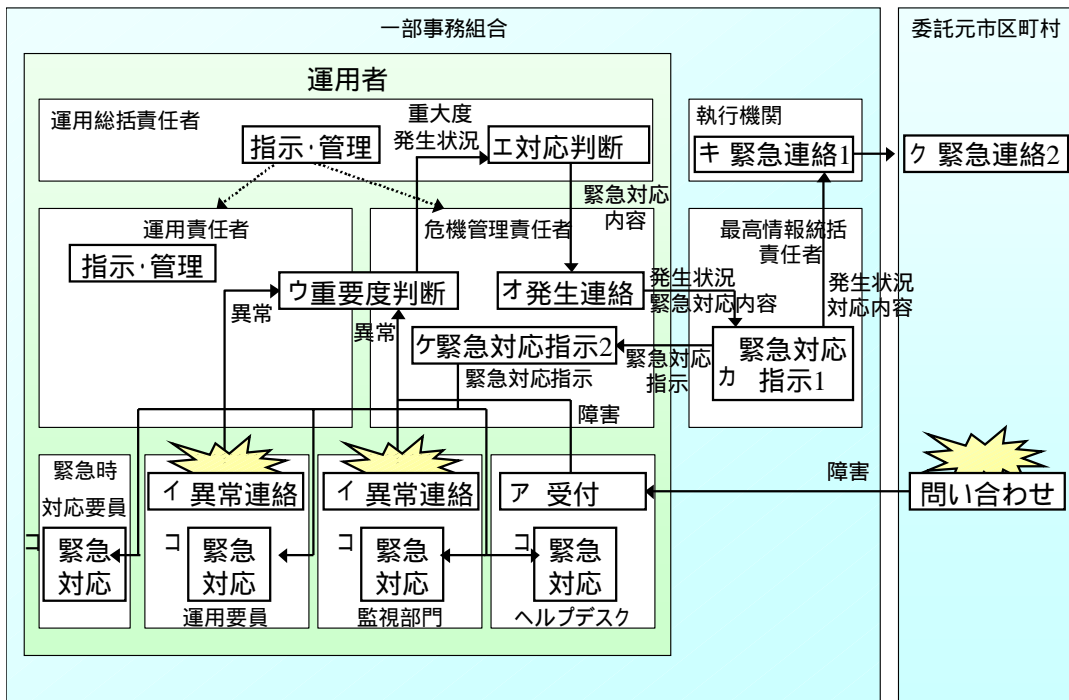 一部事務組合
委託元市区町村
運用者
運用総括責任者
指示・管理
重大度
発生状況
エ対応判断
執行機関
キ 緊急連絡1
ク 緊急連絡2
緊急対応
内容
運用責任者
指示・管理
危機管理責任者
最高情報統括
責任者
ウ重要度判断
オ発生連絡
発生状況
緊急対応内容
発生状況
対応内容
異常
異常
ケ緊急対応指示2
緊急対応
指示
カ
緊急対応
指示1
緊急対応指示
障害
緊急時
対応要員
イ 異常連絡
イ 異常連絡
ア 受付
障害
問い合わせ
コ
緊急
対応
コ
緊急
対応
コ
緊急
対応
コ
緊急
対応
運用要員
監視部門
ヘルプデスク